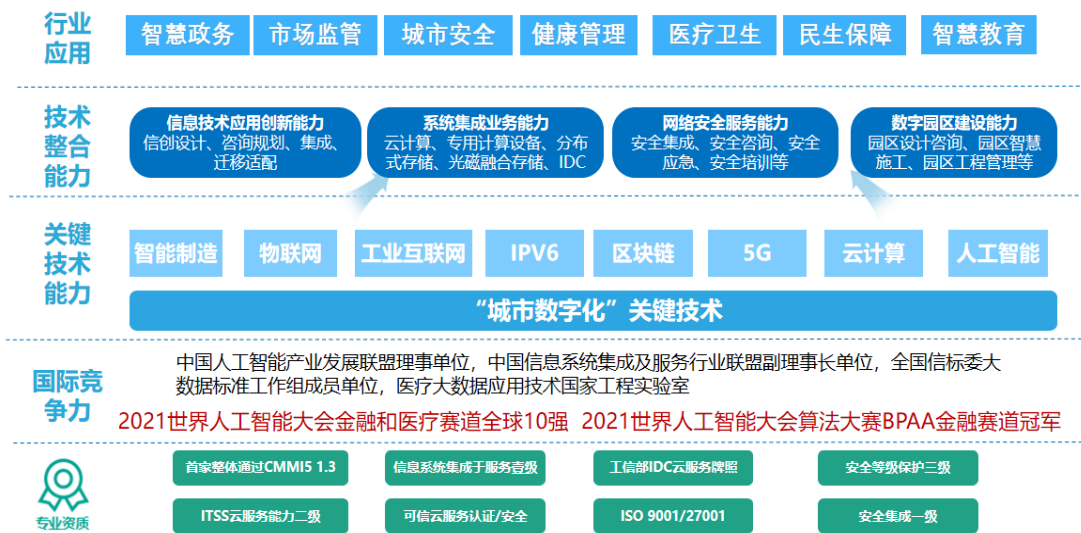 行业
应用
智慧政务 市场监管 城市安全 健康管理 医疗卫生 民生保障 智慧教育
技术
整合
能力
信息技术应用创新能力
信创设计、咨询规划、集成、
迁移适配
系统集成业务能力
云计算、专用计算设备、分布
式存储、光磁融合存储、IDC
网络安全服务能力
安全集成、安全咨询、安全
应急、安全培训等
数字园区建设能力
园区设计咨询、园区智慧
施工、园区工程管理等
关键
技术
能力
智能制造 物联网 工业互联网 IPV6 区块链 5G 云计算 人工智能
“城市数字化”关键技术
国际竞
争力
中国人工智能产业发展联盟理事单位，中国信息系统集成及服务行业联盟副理事长单位，全国信标委大
数据标准工作组成员单位，医疗大数据应用技术国家工程实验室
2021世界人工智能大会金融和医疗赛道全球10强 2021世界人工智能大会算法大赛BPAA金融赛道冠军
专业资质
首家整体通过CMMI5 1.3 信息系统集成于服务壹级 工信部IDC云服务牌照 安全等级保护三级
ITSS云服务能力二级 可信云服务认证/安全 ISO 9001/27001 安全集成一级